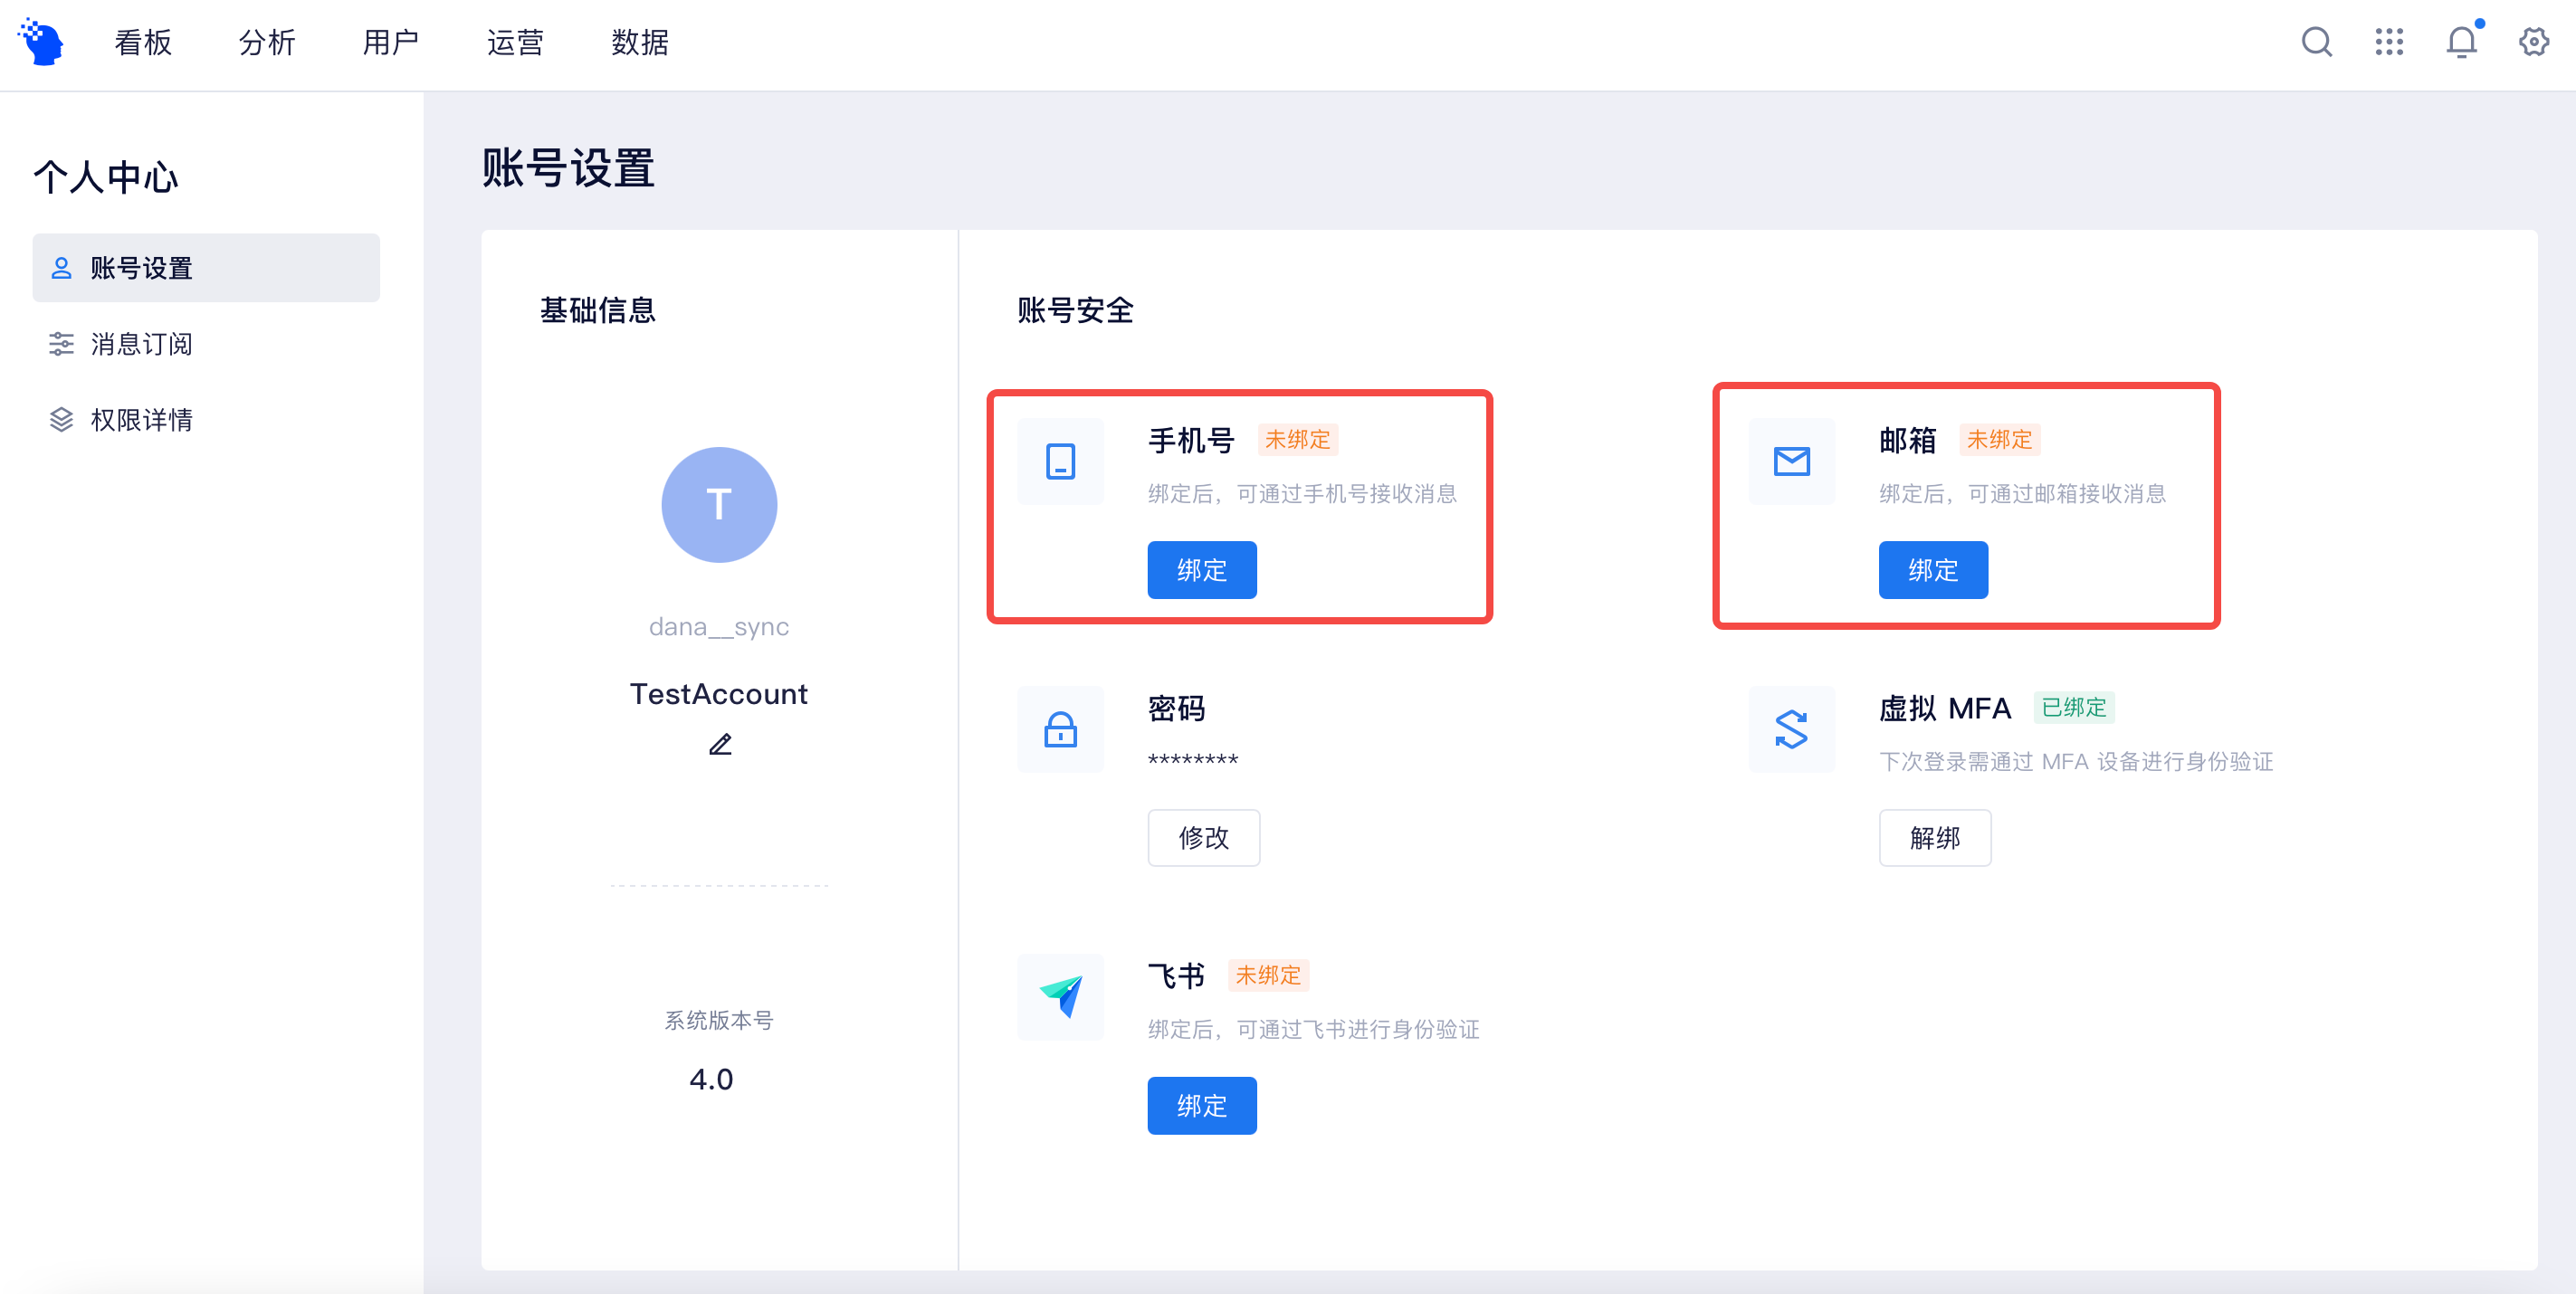 看板
分析
用户
运营
数据
个人中心
账号设置
消息订阅
权限详情
账号设置
基础信息
T
dana__sync
TestAccount
系统版本号
4.0
账号安全
手机号 未绑定
绑定后，可通过手机号接收消息
绑定
邮箱 未绑定
绑定后，可通过邮箱接收消息
绑定
密码
********
修改
虚拟 MFA 已绑定
下次登录需通过 MFA 设备进行身份验证
解绑
飞书 未绑定
绑定后，可通过飞书进行身份验证
绑定